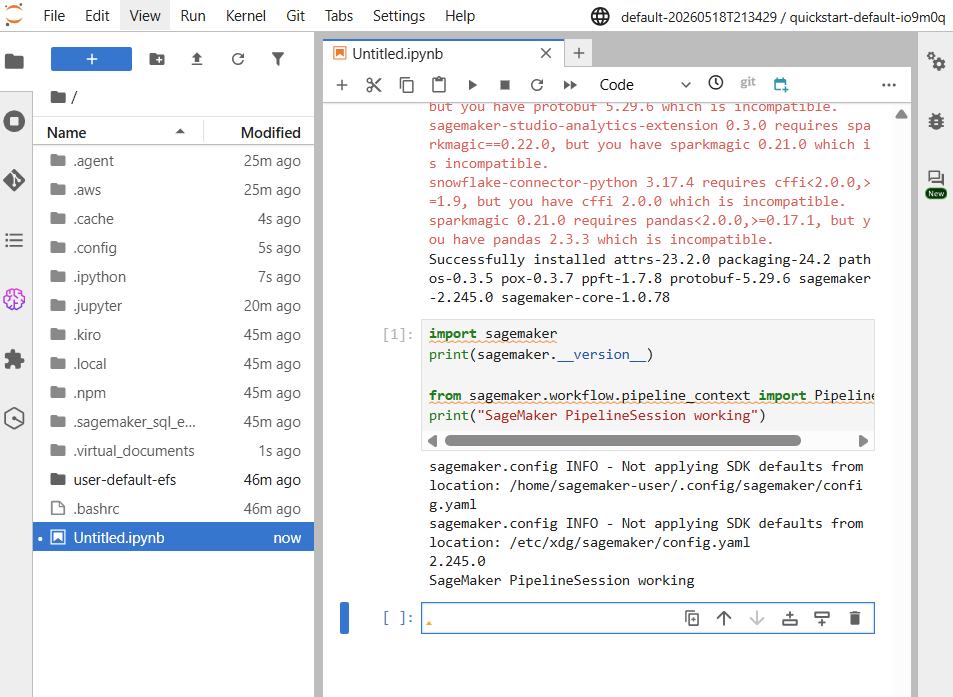 File Edit View Run Kernel Git Tabs Settings Help
default-20260518T213429 / quickstart-default-io9m0q
+
/
Name Modified
.agent 25m ago
.aws 25m ago
.cache 4s ago
.config 5s ago
.ipython 7s ago
.jupyter 20m ago
.kiro 45m ago
.local 45m ago
.npm 45m ago
.sagemaker_sql_e... 45m ago
.virtual_documents 1s ago
user-default-efs 46m ago
.bashrc 46m ago
Untitled.ipynb now
Untitled.ipynb
Code
git
but you have protobuf 5.29.6 which is incompatible.
sagemaker-studio-analytics-extension 0.3.0 requires spa
rkmagic==0.22.0, but you have sparkmagic 0.21.0 which i
s incompatible.
snowflake-connector-python 3.17.4 requires cffi<2.0.0,>
=1.9, but you have cffi 2.0.0 which is incompatible.
sparkmagic 0.21.0 requires pandas<2.0.0,>=0.17.1, but y
ou have pandas 2.3.3 which is incompatible.
Successfully installed attrs-23.2.0 packaging-24.2 path
os-0.3.5 pox-0.3.7 ppft-1.7.8 protobuf-5.29.6 sagemaker
-2.245.0 sagemaker-core-1.0.78
[1]:
import sagemaker
print(sagemaker.__version__)
from sagemaker.workflow.pipeline_context import Pipeline
print("SageMaker PipelineSession working")
sagemaker.config INFO - Not applying SDK defaults from
location: /home/sagemaker-user/.config/sagemaker/confi
g.yaml
sagemaker.config INFO - Not applying SDK defaults from
location: /etc/xdg/sagemaker/config.yaml
2.245.0
SageMaker PipelineSession working
[ ]:
New